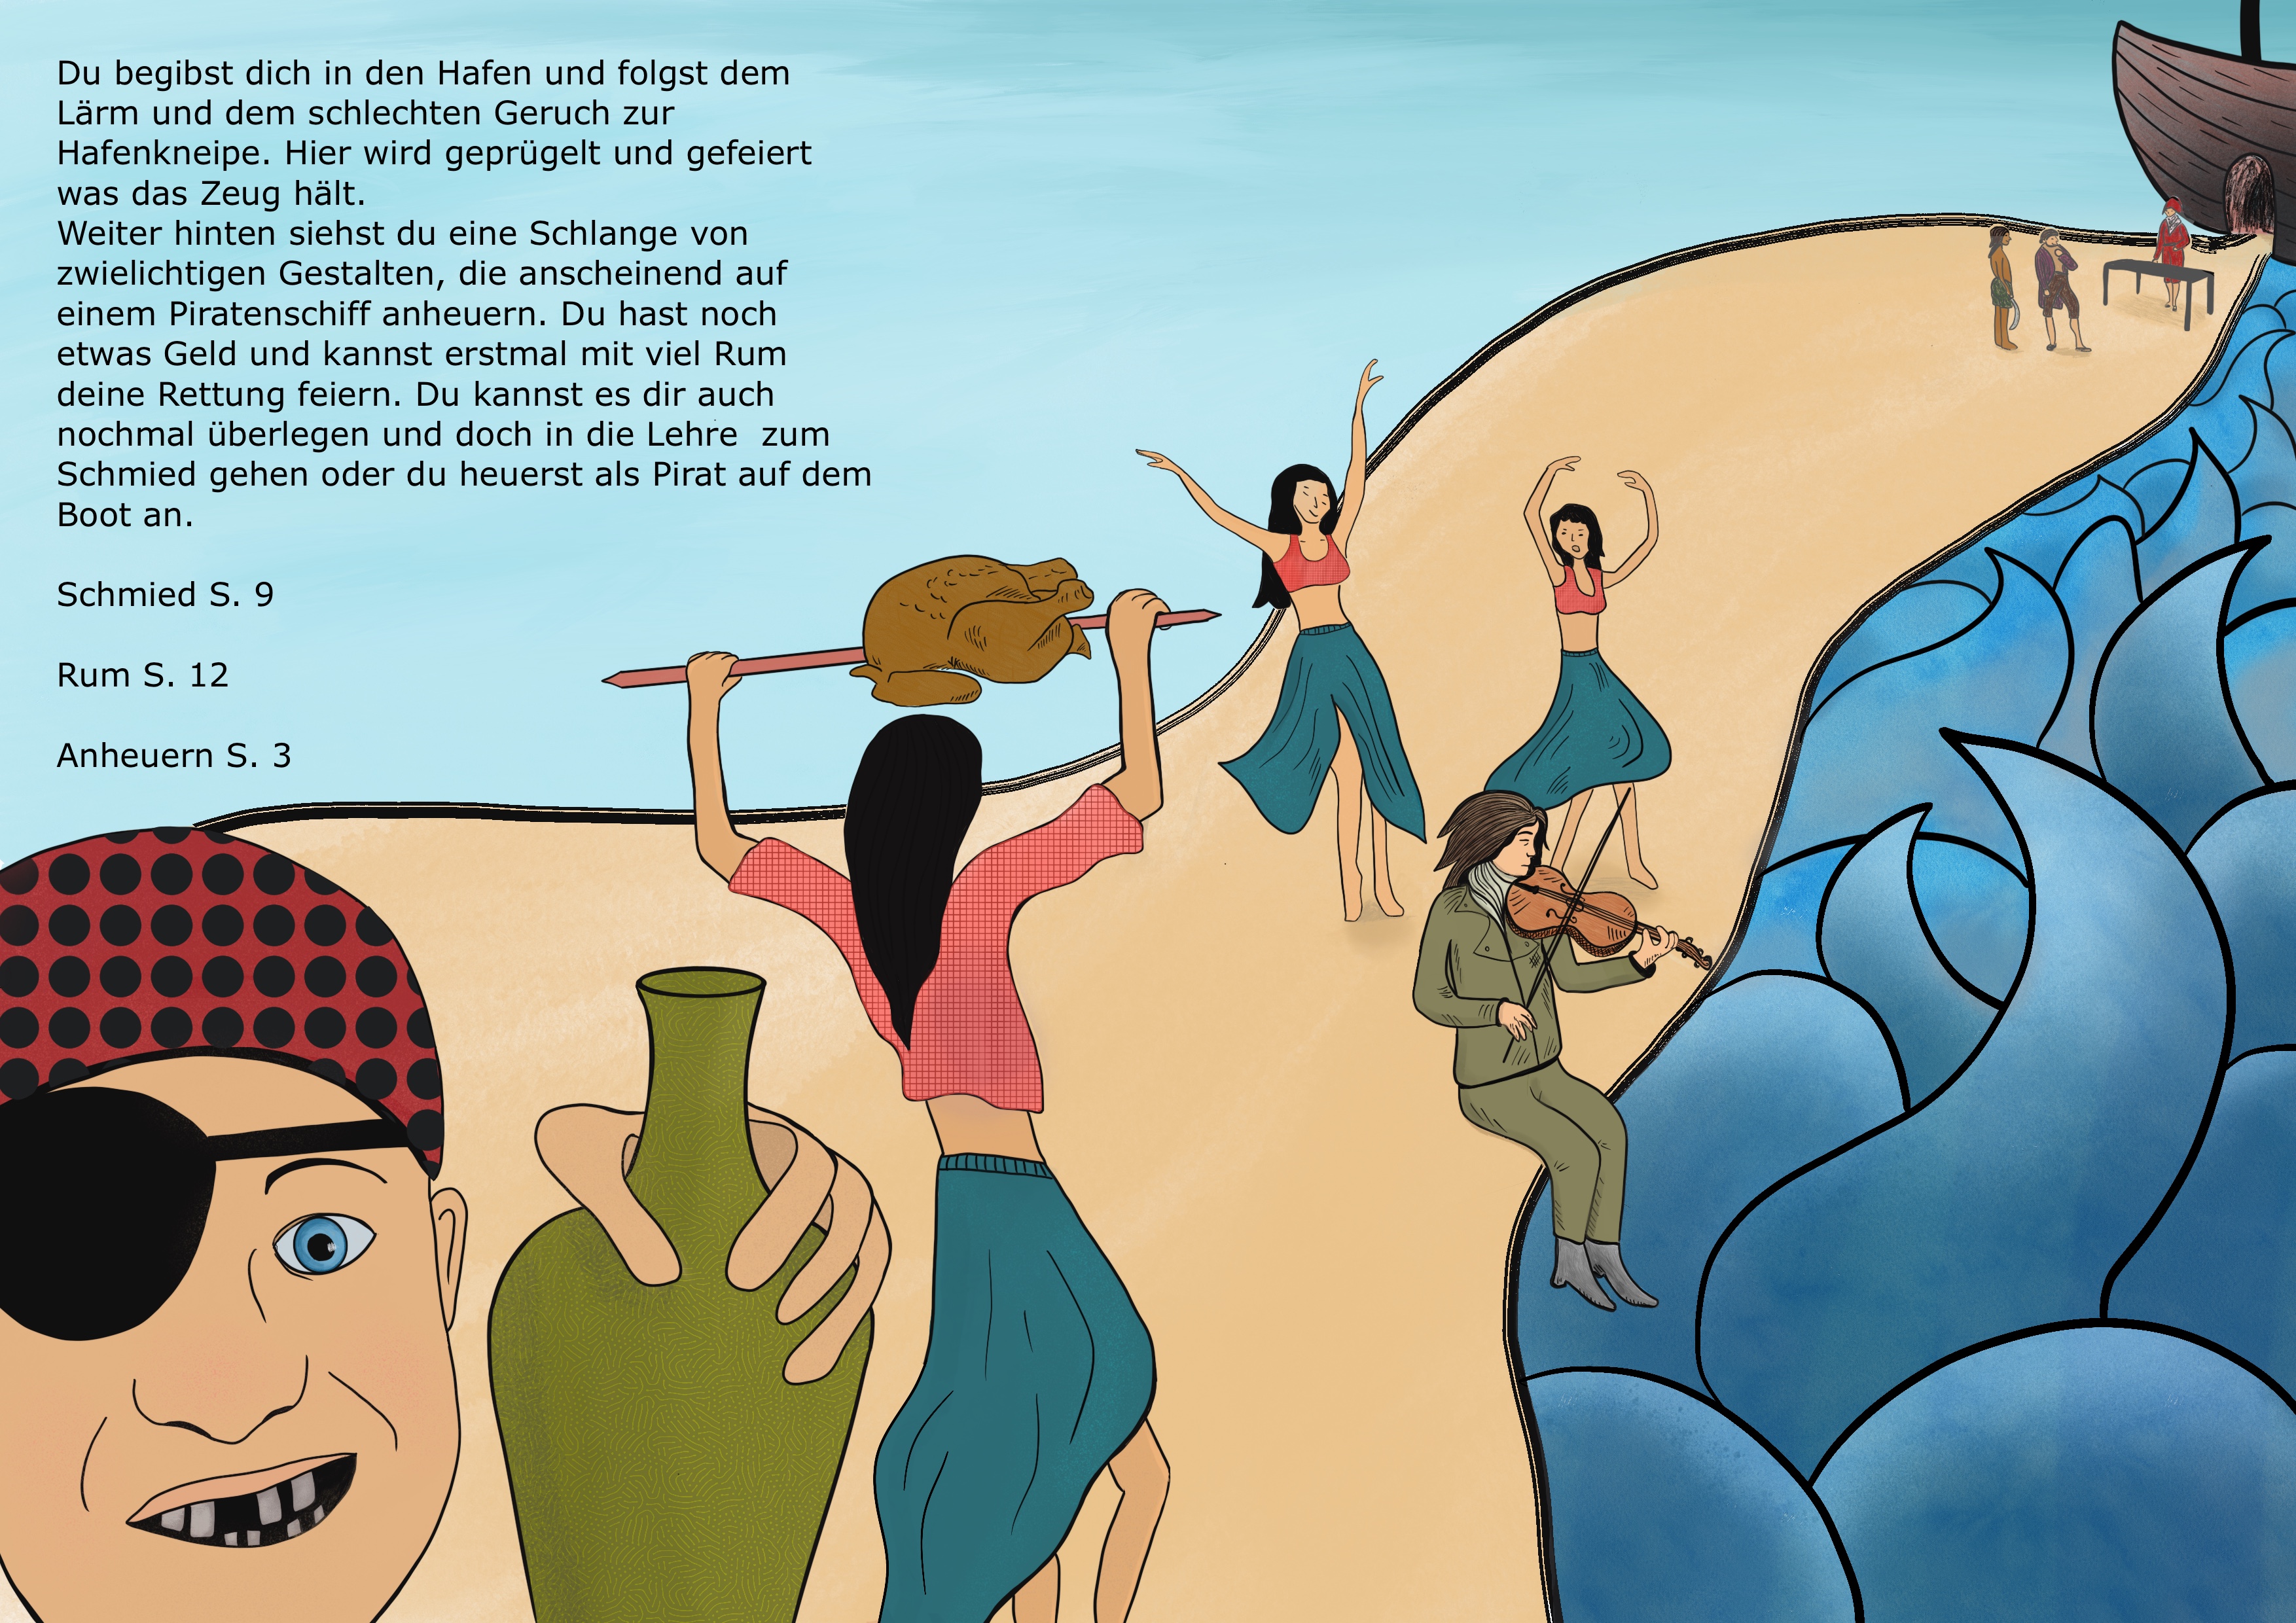 Du begibst dich in den Hafen und folgst dem
Lärm und dem schlechten Geruch zur
Hafenkneipe. Hier wird geprügelt und gefeiert
was das Zeug hält.
Weiter hinten siehst du eine Schlange von
zwielichtigen Gestalten, die anscheinend auf
einem Piratenschiff anheuern. Du hast noch
etwas Geld und kannst erstmal mit viel Rum
deine Rettung feiern. Du kannst es dir auch
nochmal überlegen und doch in die Lehre  zum
Schmied gehen oder du heuerst als Pirat auf dem
Boot an.
Schmied S. 9
Rum S. 12
Anheuern S. 3